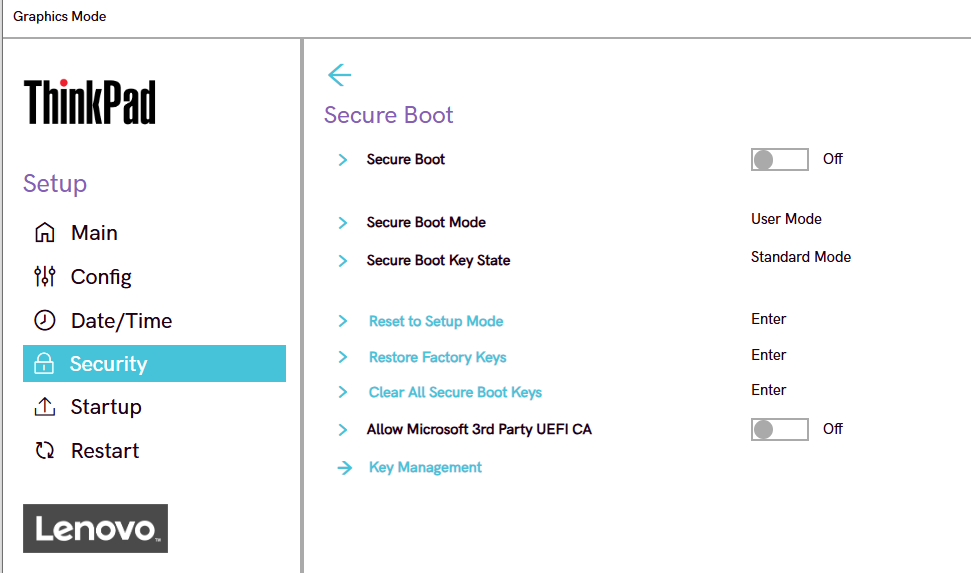 Graphics Mode
ThinkPad
Setup
Main
Config
Date/Time
Security
Startup
Restart
Lenovo™
Secure Boot
Secure Boot Off
Secure Boot Mode User Mode
Secure Boot Key State Standard Mode
Reset to Setup Mode Enter
Restore Factory Keys Enter
Clear All Secure Boot Keys Enter
Allow Microsoft 3rd Party UEFI CA Off
Key Management